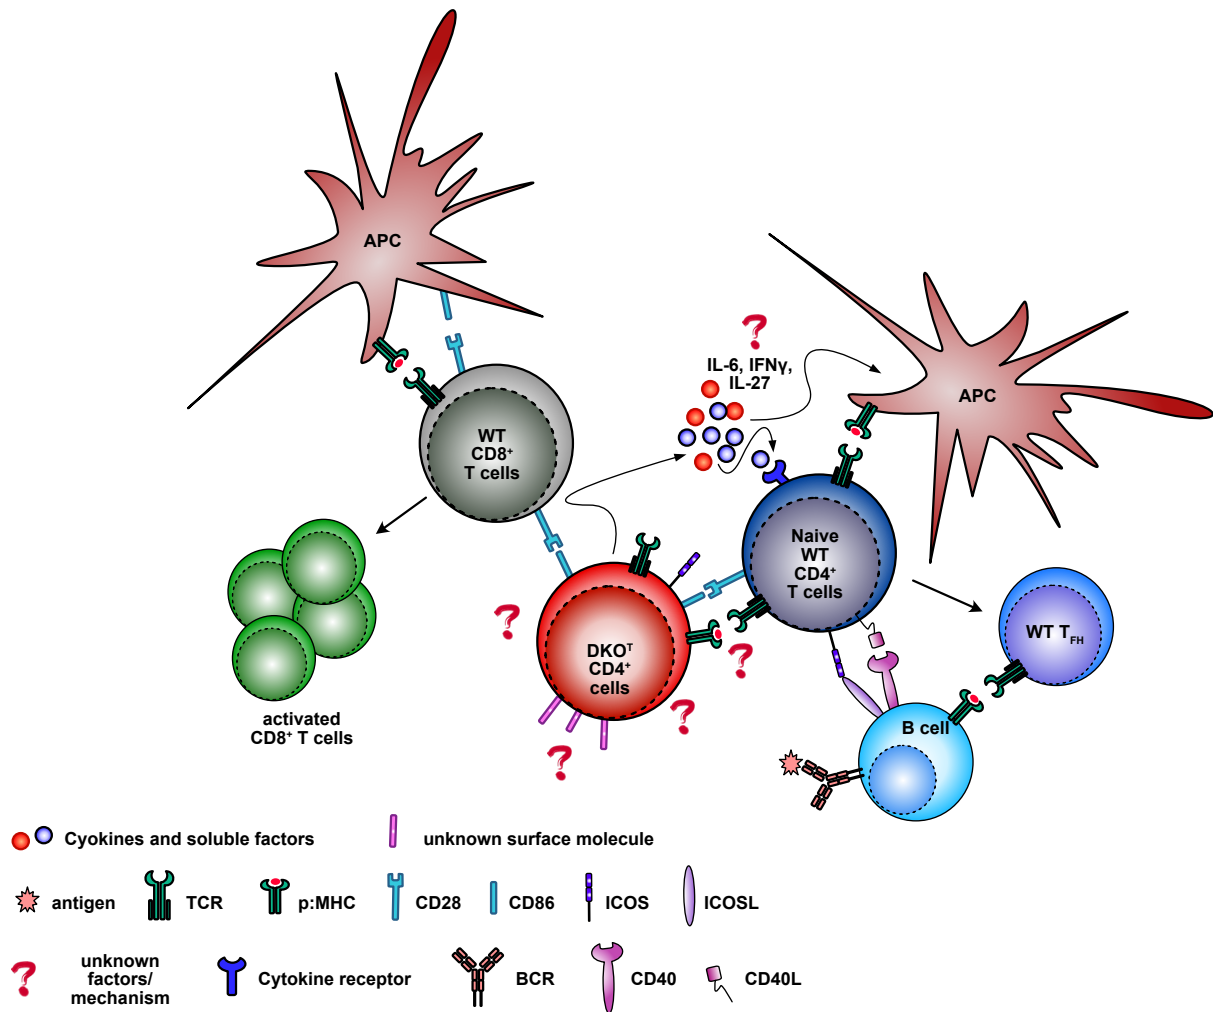 APC
?
IL-6, IFNγ,
IL-27
APC
WT
CD8⁺
T cells
Naive
WT
CD4⁺
T cells
?
DKOᵀ
CD4⁺
cells
?
WT T_FH
?
?
activated
CD8⁺ T cells
B cell
Cyokines and soluble factors
unknown surface molecule
antigen
TCR
p:MHC
CD28
CD86
ICOS
ICOSL
?
unknown
factors/
mechanism
Cytokine receptor
BCR
CD40
CD40L